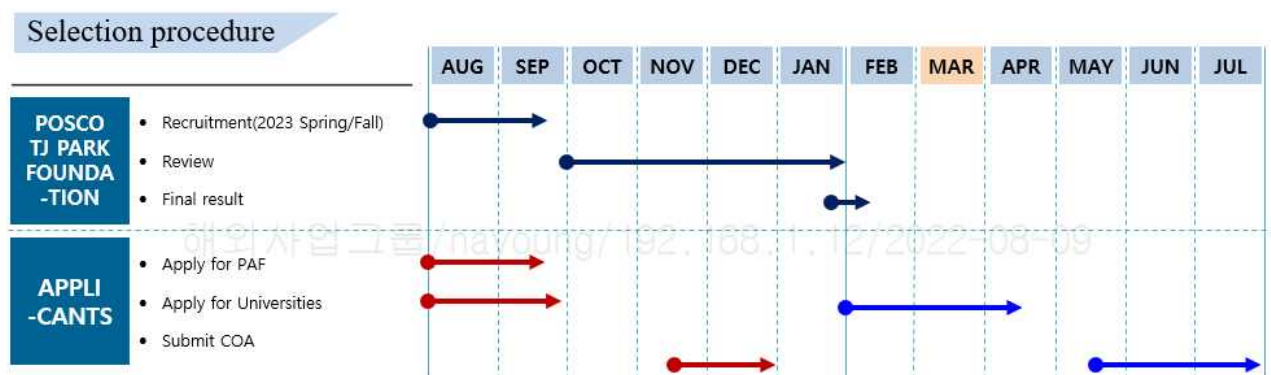 Selection procedure
AUG SEP OCT NOV DEC JAN FEB MAR APR MAY JUN JUL
POSCO
TJ PARK
FOUNDA
-TION
• Recruitment(2023 Spring/Fall)
• Review
• Final result
해외사업그룹/nayoung/192.168.1.12/2022-08-09
APPLI
-CANTS
• Apply for PAF
• Apply for Universities
• Submit COA